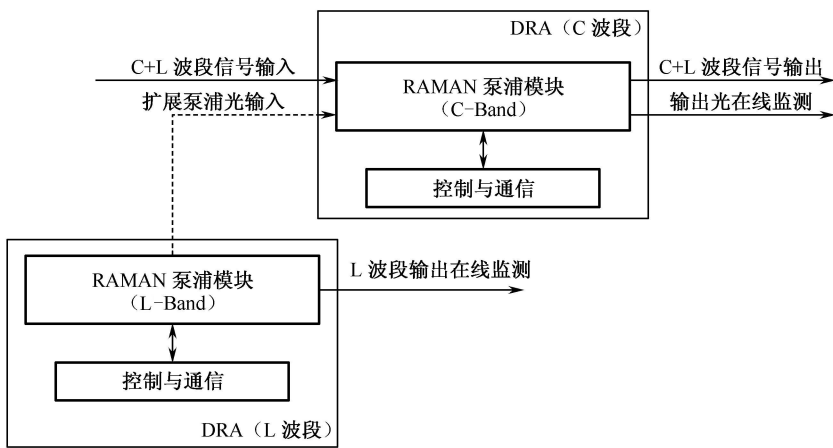 DRA（C 波段）
C+L 波段信号输入
扩展泵浦光输入
RAMAN 泵浦模块
（C-Band）
C+L 波段信号输出
输出光在线监测
控制与通信
RAMAN 泵浦模块
（L-Band）
L 波段输出在线监测
控制与通信
DRA（L 波段）